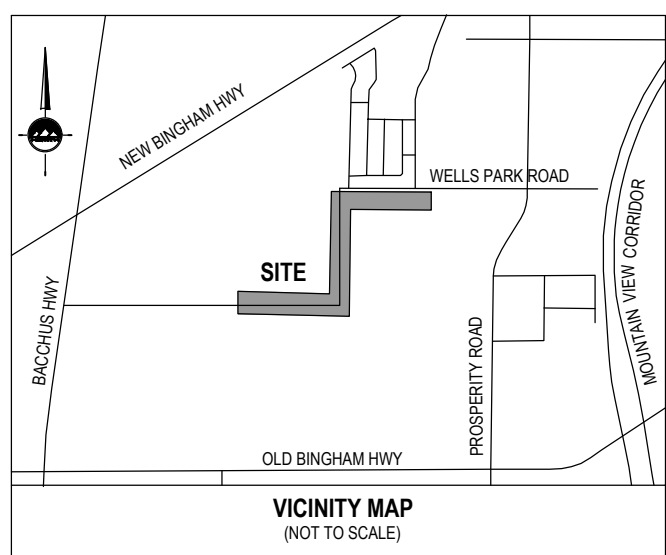 NEW BINGHAM HWY
WELLS PARK ROAD
SITE
BACCHUS HWY
MOUNTAIN VIEW CORRIDOR
PROSPERITY ROAD
OLD BINGHAM HWY
VICINITY MAP
(NOT TO SCALE)